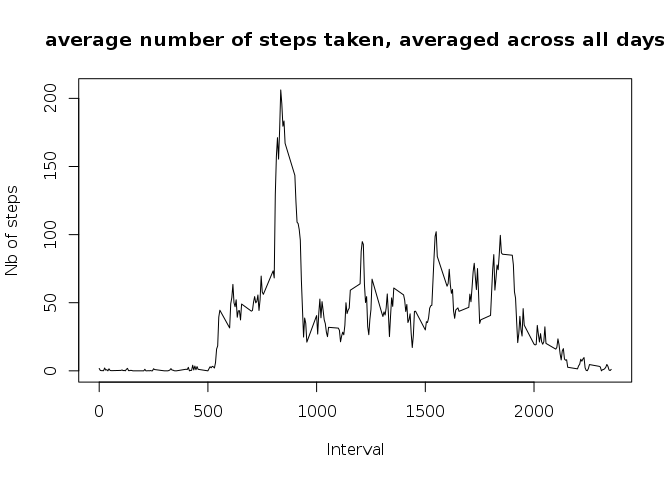 average number of steps taken, averaged across all days
200
150
100
50
0
Nb of steps
0 500 1000 1500 2000
Interval